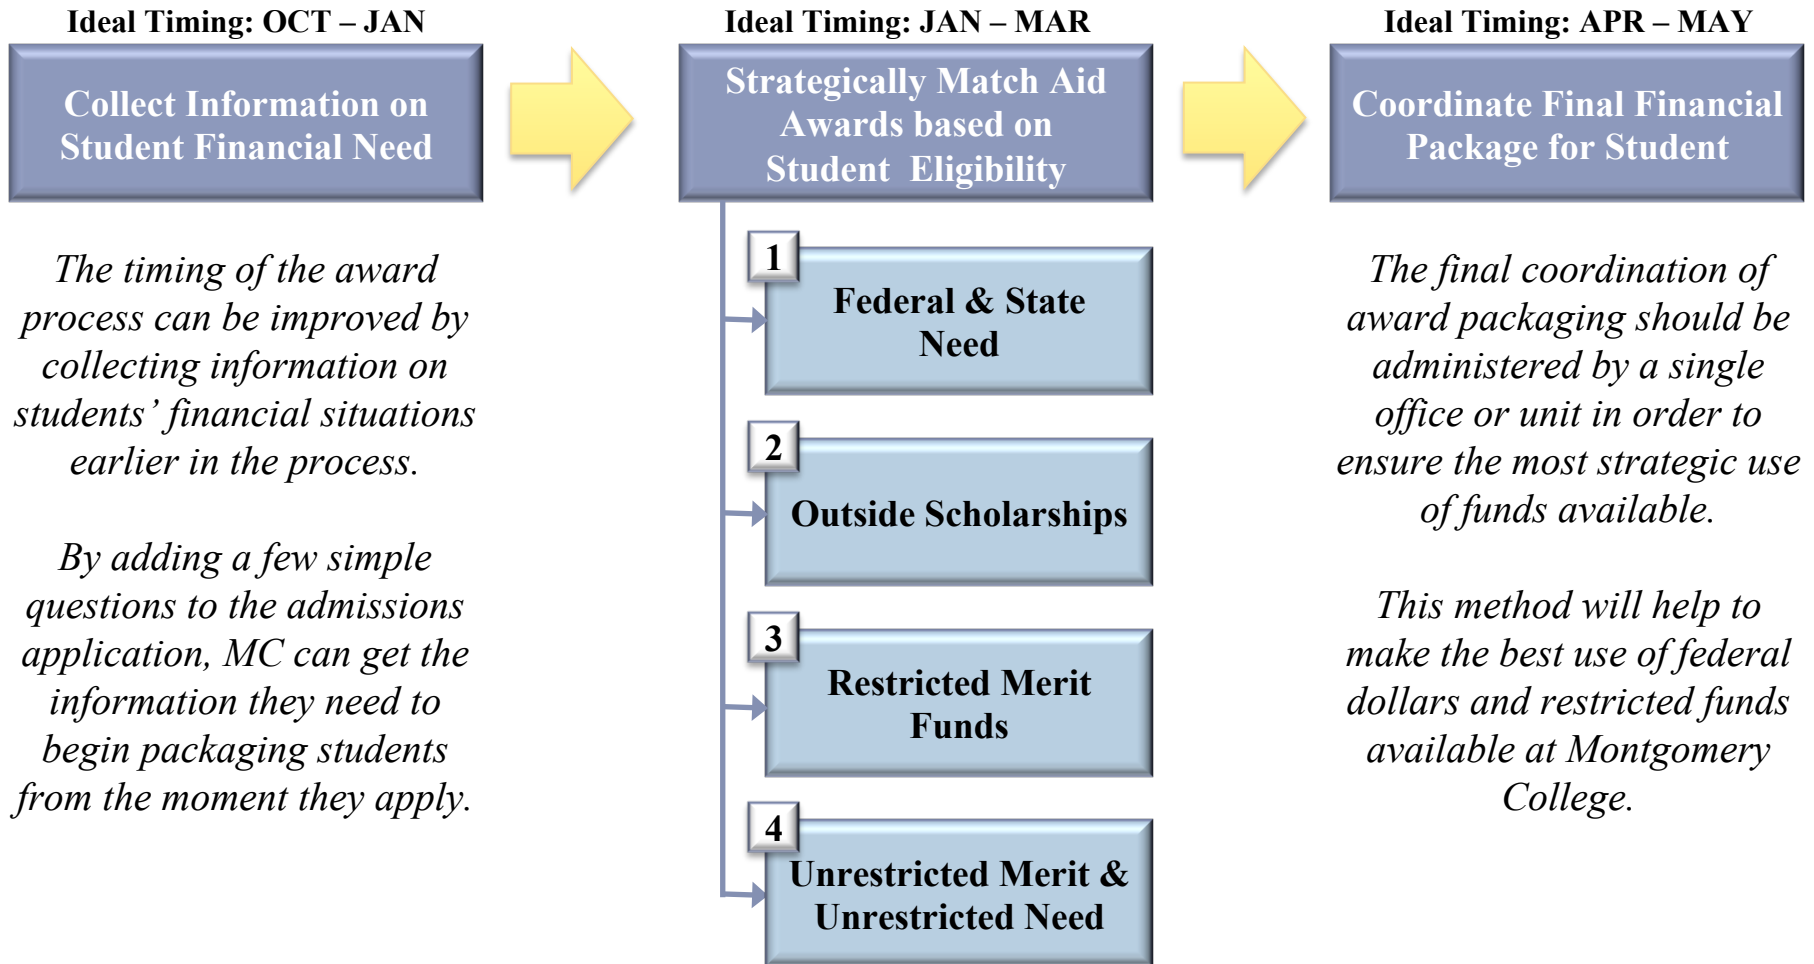 Ideal Timing: OCT – JAN
Collect Information on
Student Financial Need
The timing of the award
process can be improved by
collecting information on
students’ financial situations
earlier in the process.
By adding a few simple
questions to the admissions
application, MC can get the
information they need to
begin packaging students
from the moment they apply.
Ideal Timing: JAN – MAR
Strategically Match Aid
Awards based on
Student Eligibility
1
Federal & State
Need
2
Outside Scholarships
3
Restricted Merit
Funds
4
Unrestricted Merit &
Unrestricted Need
Ideal Timing: APR – MAY
Coordinate Final Financial
Package for Student
The final coordination of
award packaging should be
administered by a single
office or unit in order to
ensure the most strategic use
of funds available.
This method will help to
make the best use of federal
dollars and restricted funds
available at Montgomery
College.